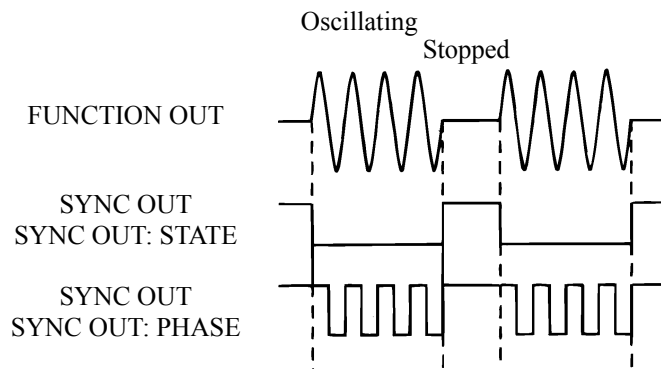 Oscillating
Stopped
FUNCTION OUT
SYNC OUT
SYNC OUT: STATE
SYNC OUT
SYNC OUT: PHASE